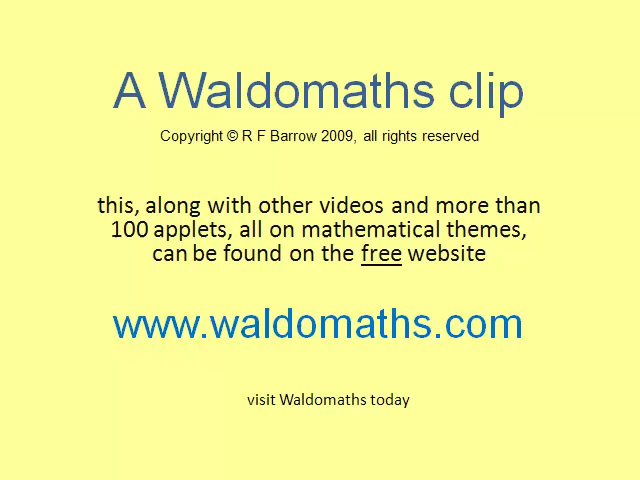 A Waldomaths clip
Copyright © R F Barrow 2009, all rights reserved
this, along with other videos and more than
100 applets, all on mathematical themes,
can be found on the free website
www.waldomaths.com
visit Waldomaths today